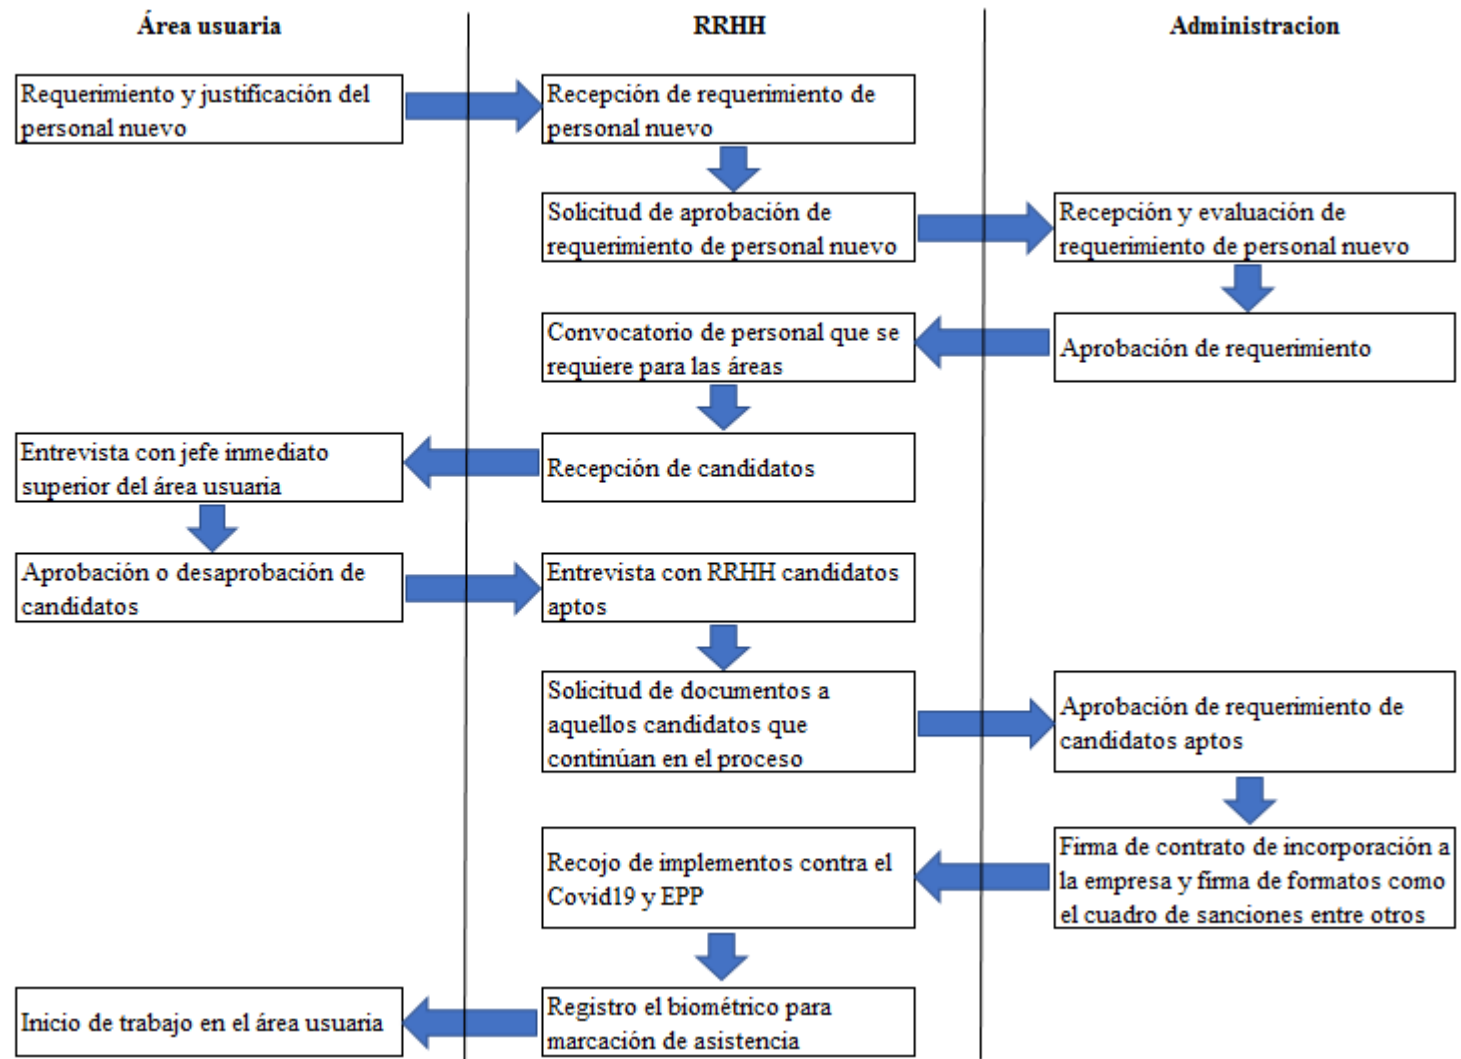 Área usuaria
RRHH
Administracion
Requerimiento y justificación del
personal nuevo
Recepción de requerimiento de
personal nuevo
Solicitud de aprobación de
requerimiento de personal nuevo
Recepción y evaluación de
requerimiento de personal nuevo
Aprobación de requerimiento
Convocatorio de personal que se
requiere para las áreas
Recepción de candidatos
Entrevista con jefe inmediato
superior del área usuaria
Aprobación o desaprobación de
candidatos
Entrevista con RRHH candidatos
aptos
Solicitud de documentos a
aquellos candidatos que
continúan en el proceso
Aprobación de requerimiento de
candidatos aptos
Firma de contrato de incorporación a
la empresa y firma de formatos como
el cuadro de sanciones entre otros
Recojo de implementos contra el
Covid19 y EPP
Registro el biométrico para
marcación de asistencia
Inicio de trabajo en el área usuaria